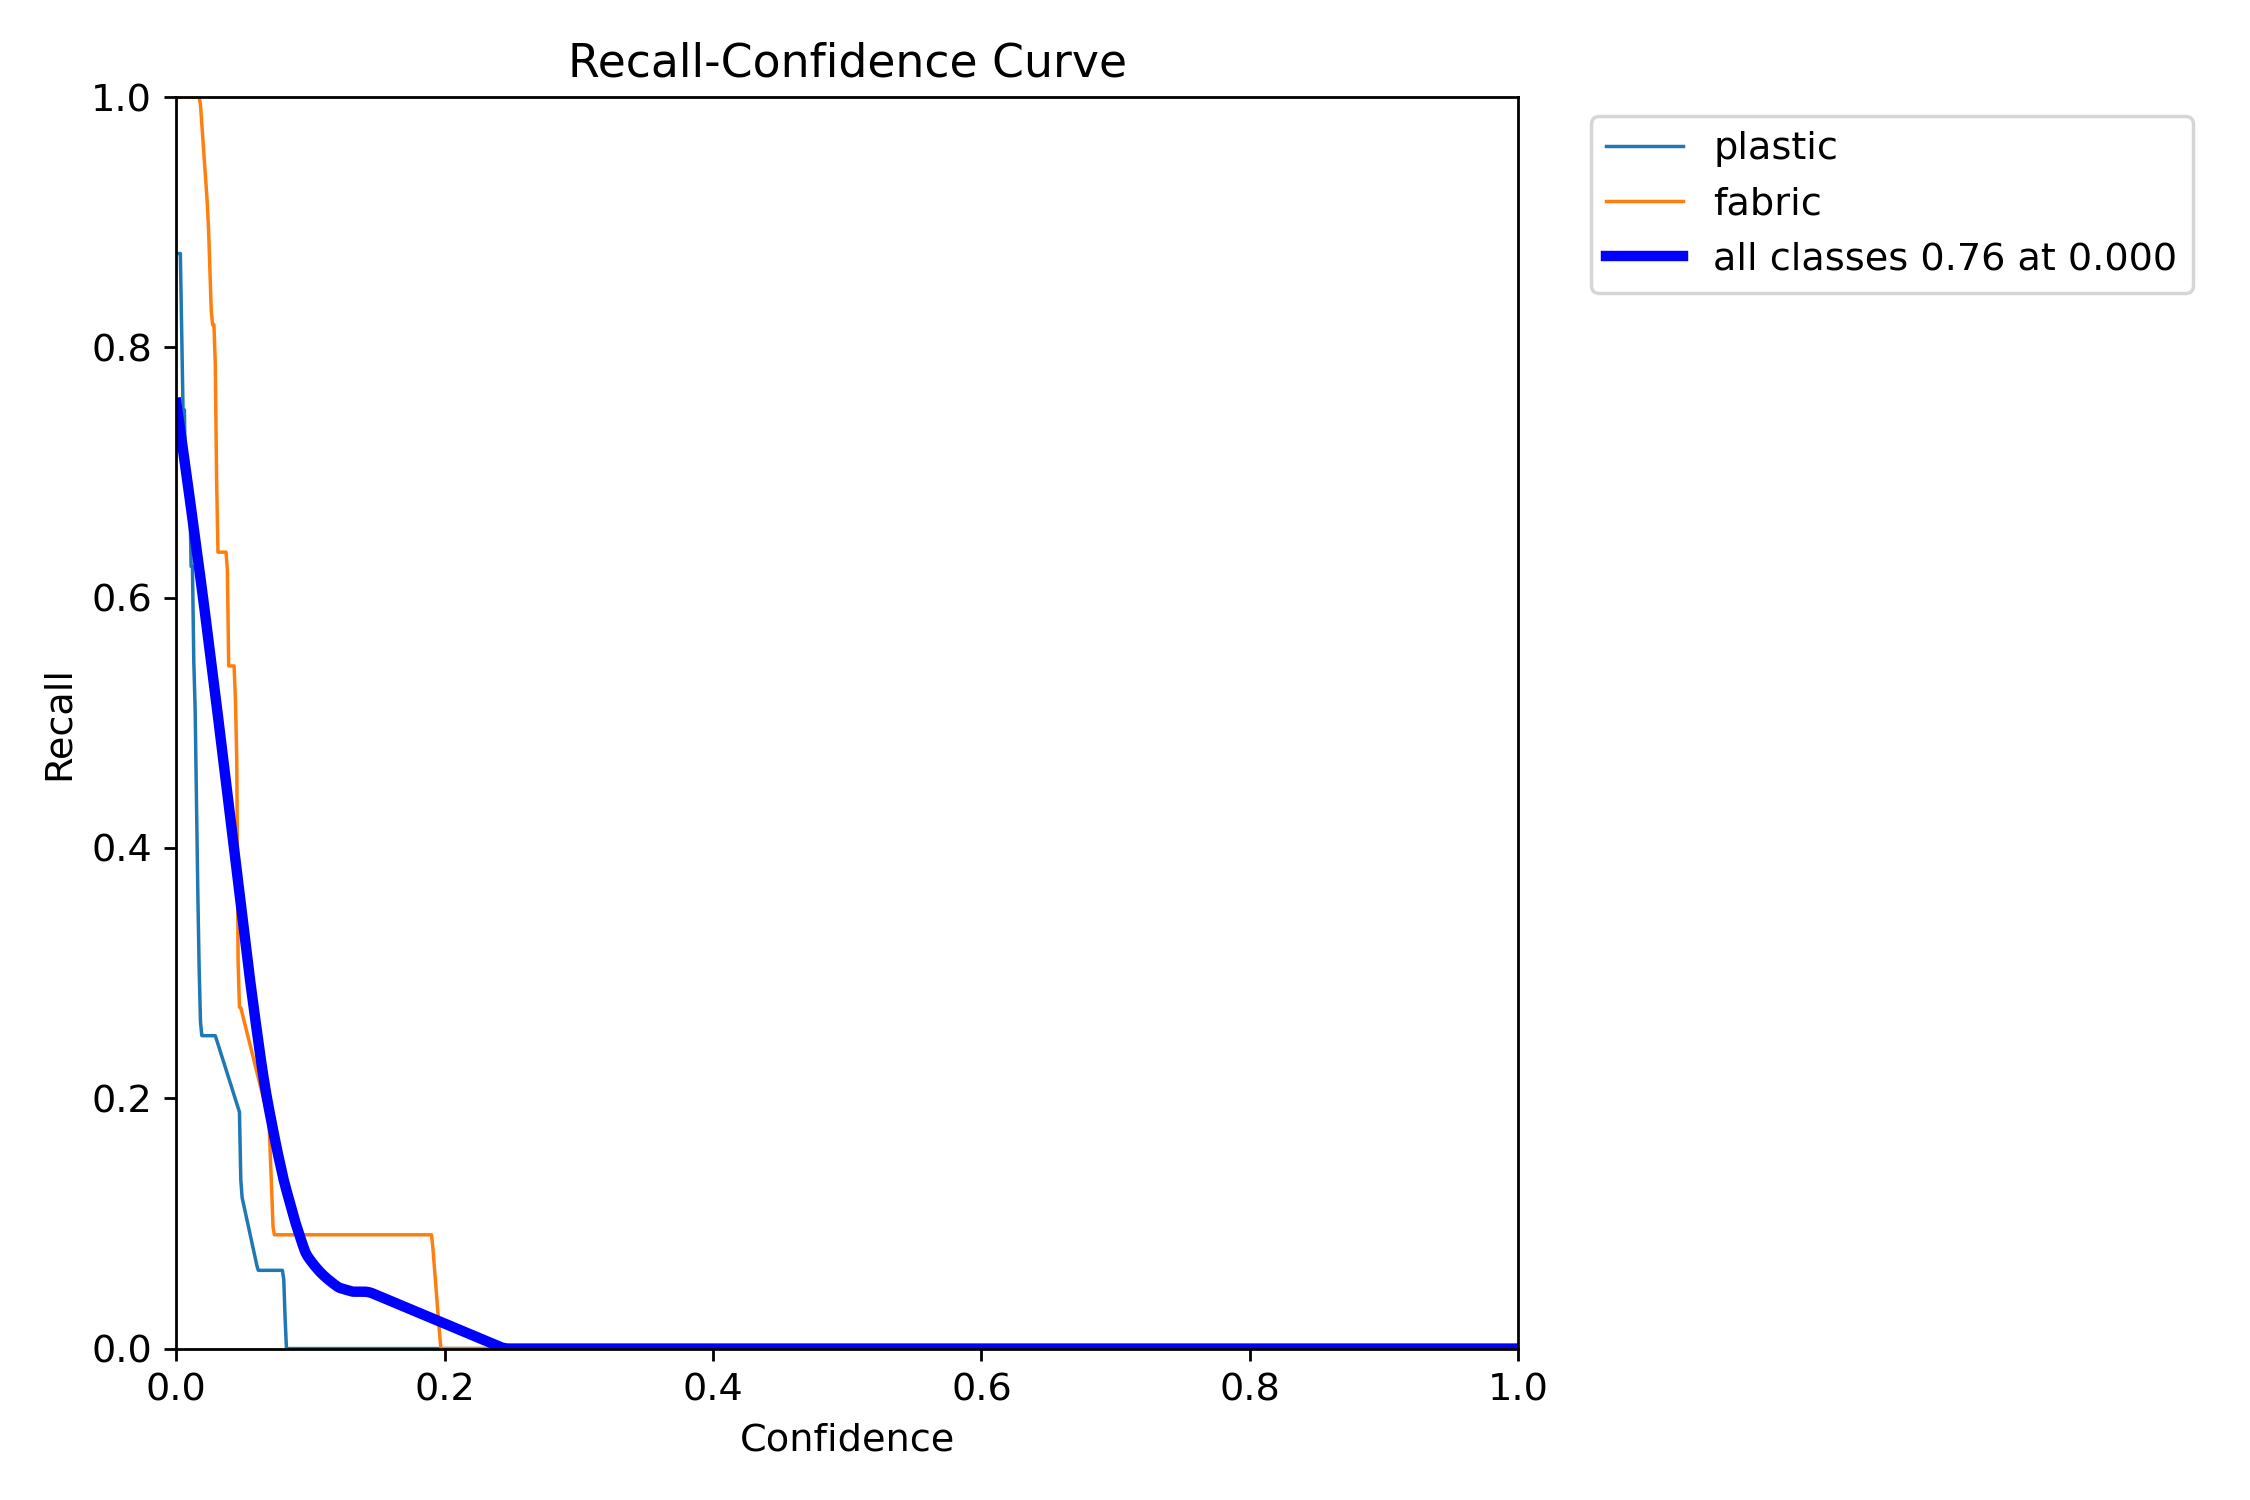 Recall-Confidence Curve
1.0
0.8
0.6
0.4
0.2
0.0
Recall
0.0 0.2 0.4 0.6 0.8 1.0
Confidence
plastic
fabric
all classes 0.76 at 0.000